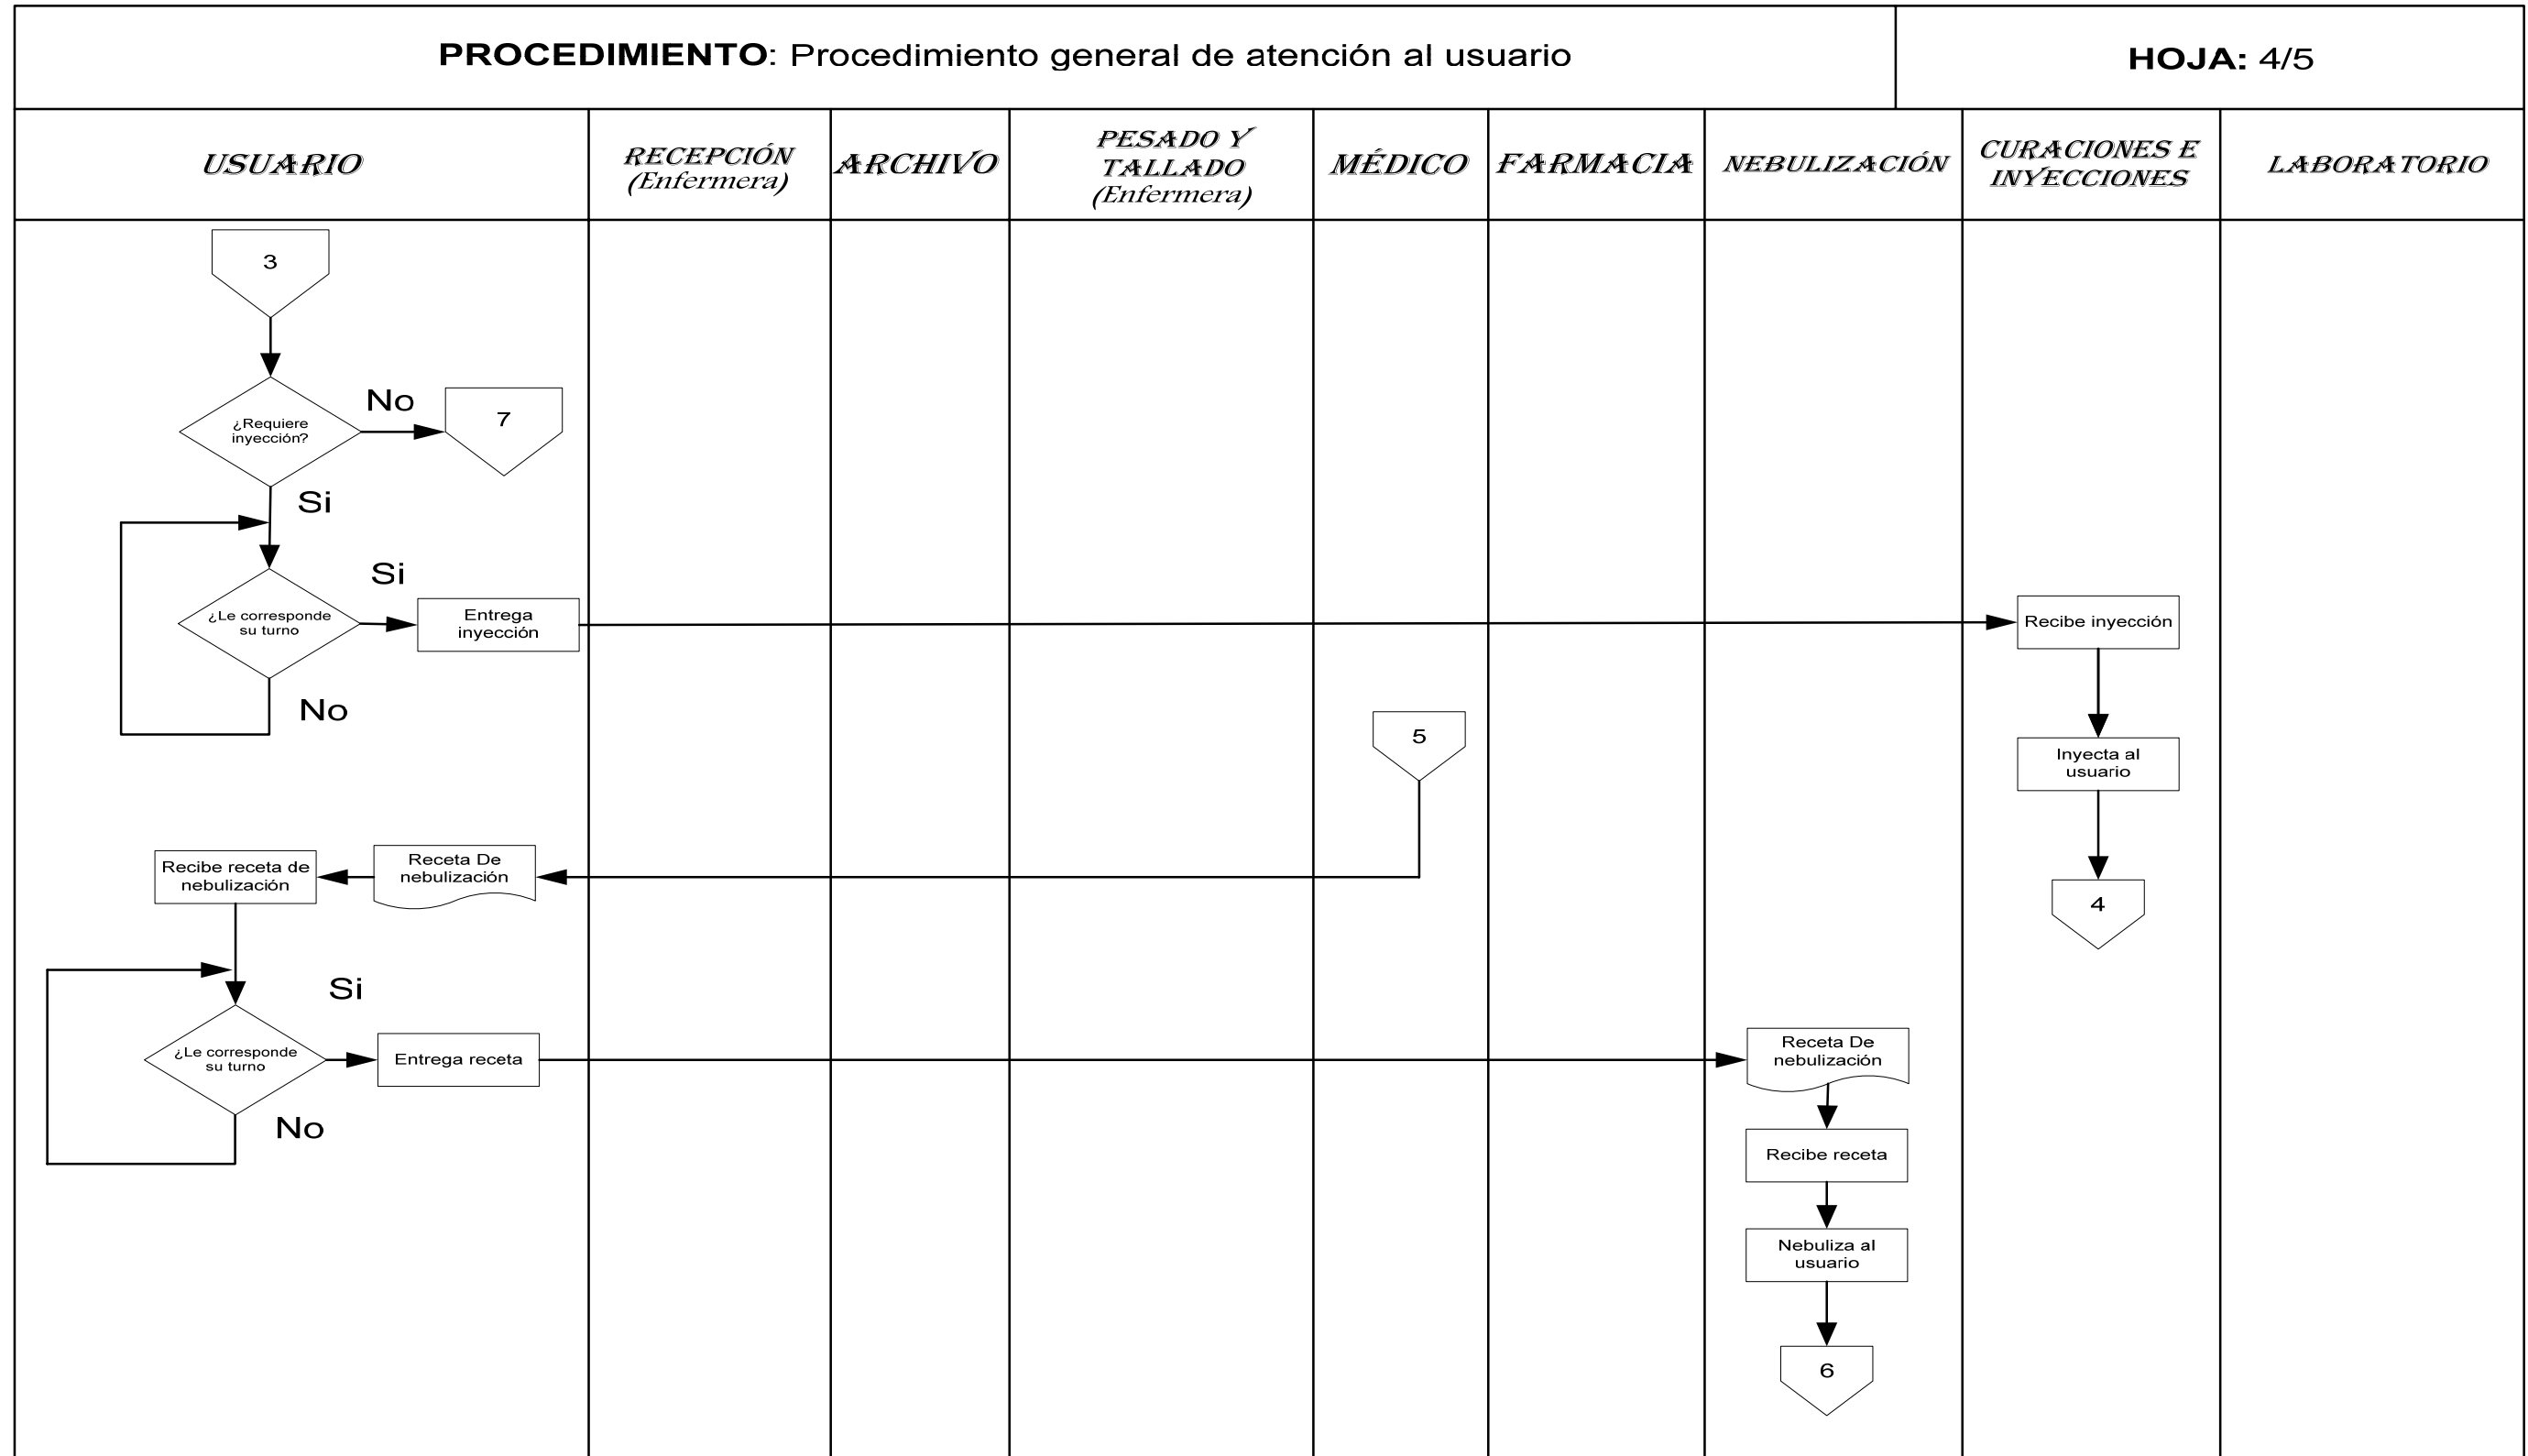 PROCEDIMIENTO: Procedimiento general de atención al usuario
HOJA: 4/5
USUARIO
RECEPCIÓN
(Enfermera)
ARCHIVO
PESADO Y
TALLADO
(Enfermera)
MÉDICO
FARMACIA
NEBULIZACIÓN
CURACIONES E
INYECCIONES
LABORATORIO
3
¿Requiere
inyección?
No
7
Si
¿Le corresponde
su turno
Si
Entrega
inyección
Recibe inyección
No
5
Inyecta al
usuario
Recibe receta de
nebulización
Receta De
nebulización
4
Si
¿Le corresponde
su turno
Entrega receta
Receta De
nebulización
No
Recibe receta
Nebuliza al
usuario
6